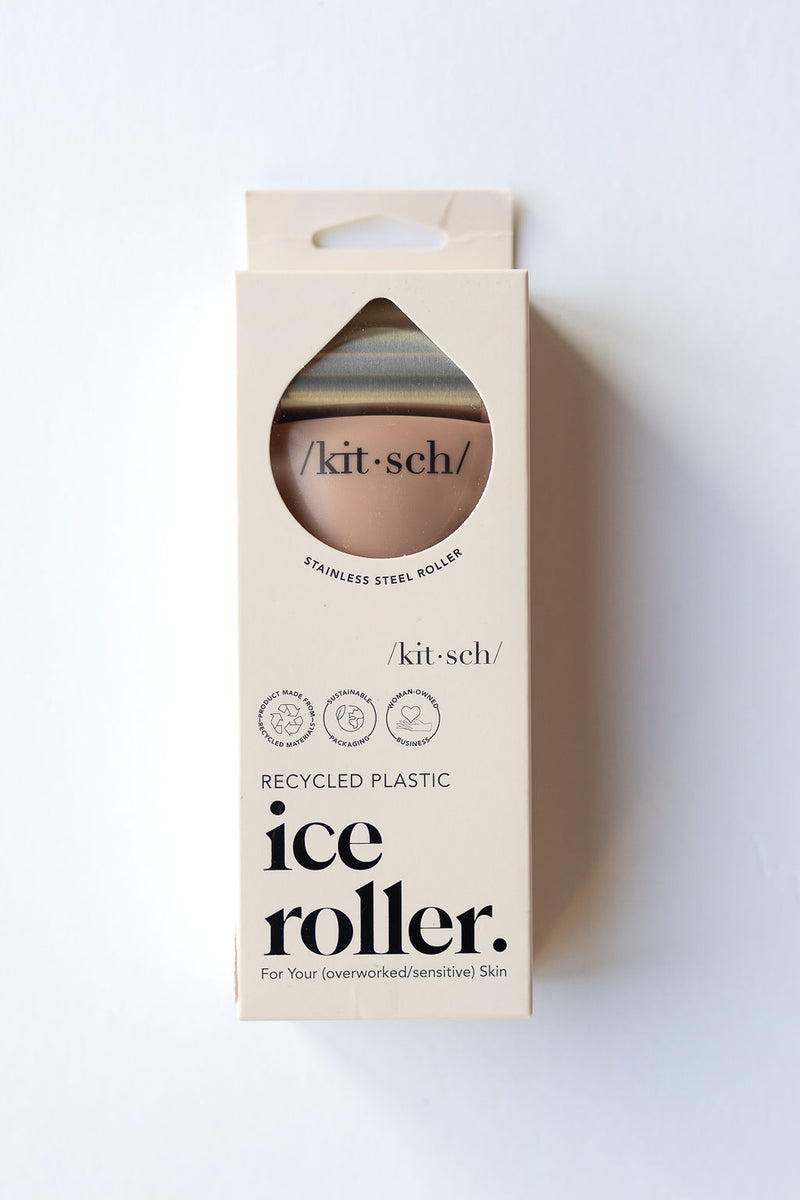 /kit·sch/
STAINLESS STEEL ROLLER
/kit·sch/
PRODUCT MADE FROM
RECYCLED MATERIALS
SUSTAINABLE
PACKAGING
WOMAN-OWNED
BUSINESS
RECYCLED PLASTIC
ice
roller.
For Your (overworked/sensitive) Skin